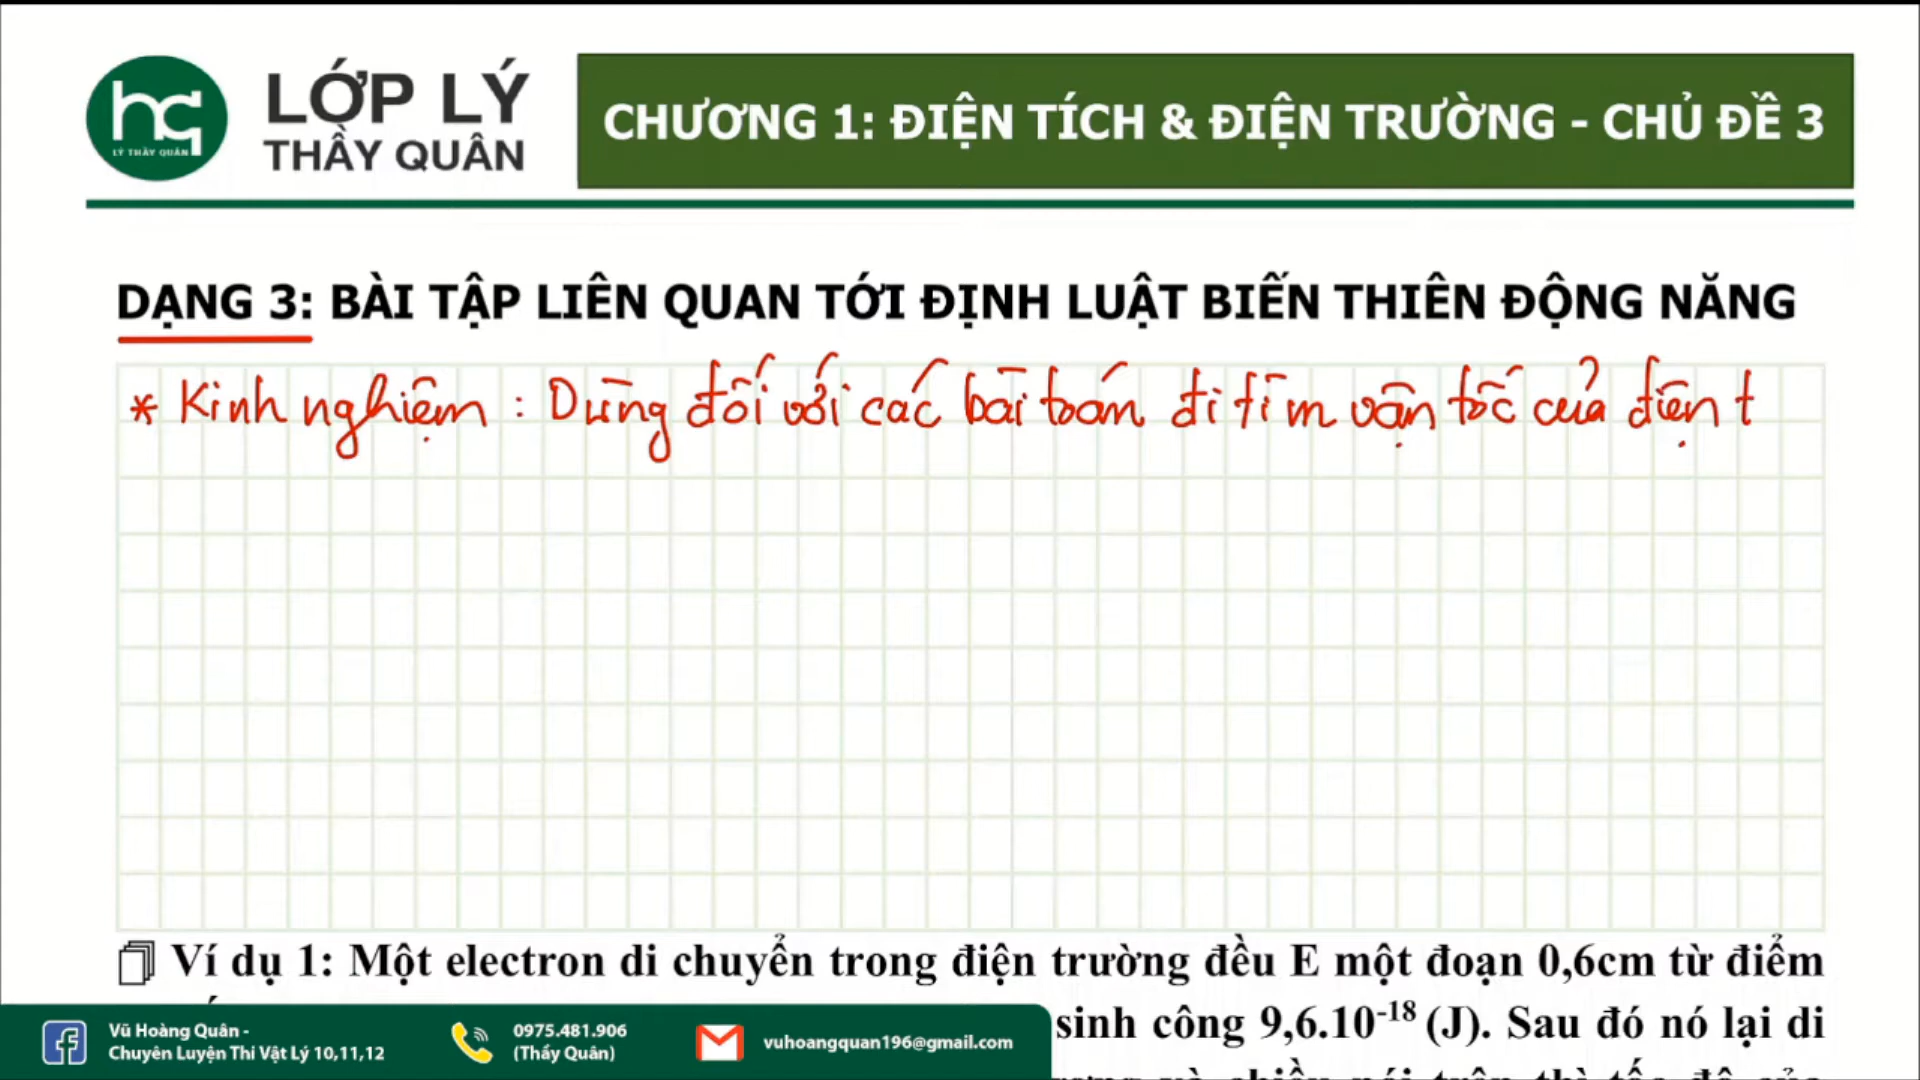 hq
LÝ THẦY QUÂN
LỚP LÝ
THẦY QUÂN
CHƯƠNG 1: ĐIỆN TÍCH & ĐIỆN TRƯỜNG - CHỦ ĐỀ 3
DẠNG 3: BÀI TẬP LIÊN QUAN TỚI ĐỊNH LUẬT BIẾN THIÊN ĐỘNG NĂNG
* Kinh nghiệm : Dùng đối với các bài toán đi tìm vận tốc của điện t
Ví dụ 1: Một electron di chuyển trong điện trường đều E một đoạn 0,6cm từ điểm
sinh công 9,6.10⁻¹⁸ (J). Sau đó nó lại di
Vũ Hoàng Quân -
Chuyên Luyện Thi Vật Lý 10,11,12
0975.481.906
(Thầy Quân)
vuhoangquan196@gmail.com